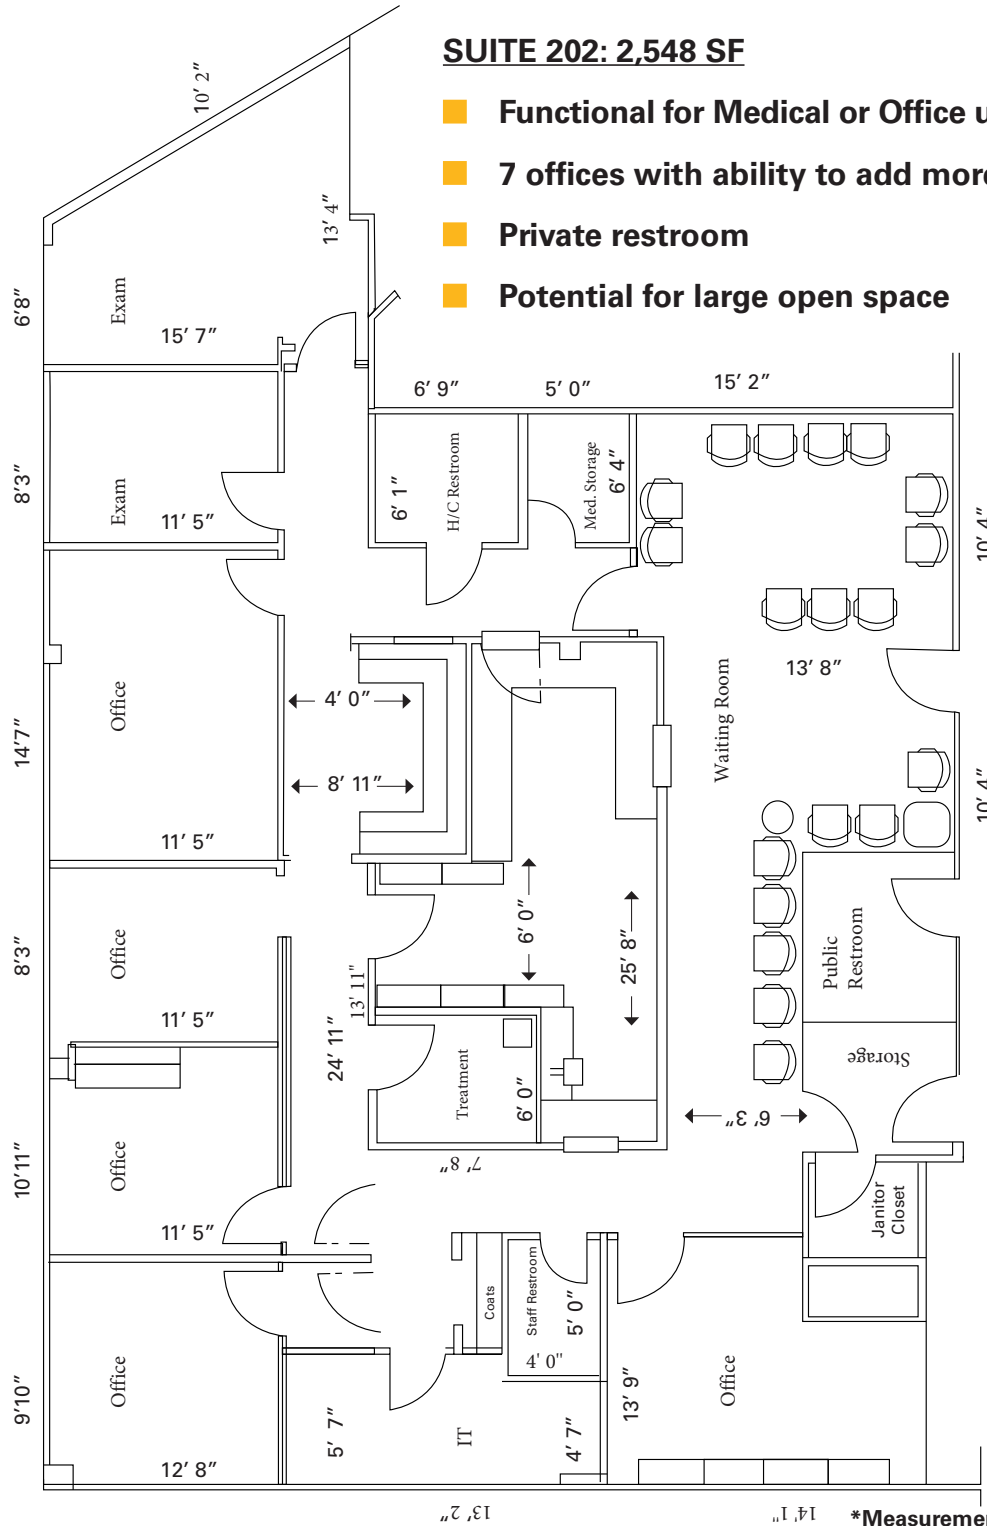 SUITE 202: 2,548 SF
Functional for Medical or Office u
7 offices with ability to add more
Private restroom
Potential for large open space
10' 2"
13' 4"
6'8"
Exam
15' 7"
6' 9"
5' 0"
15' 2"
8'3"
Exam
11' 5"
6' 1"
H/C Restroom
Med. Storage
6' 4"
10' 4"
14'7"
Office
11' 5"
4' 0"
8' 11"
Waiting Room
13' 8"
10' 4"
8'3"
Office
11' 5"
6' 0"
25' 8"
13' 11"
24' 11"
Public
Restroom
Storage
Treatment
6' 0"
7' 8"
6' 3"
10'11"
Office
11' 5"
Janitor
Closet
Coats
Staff Restroom
5' 0"
4' 0"
9'10"
Office
12' 8"
5' 7"
IT
4' 7"
13' 9"
Office
13' 2"
14' 1"
*Measuremen